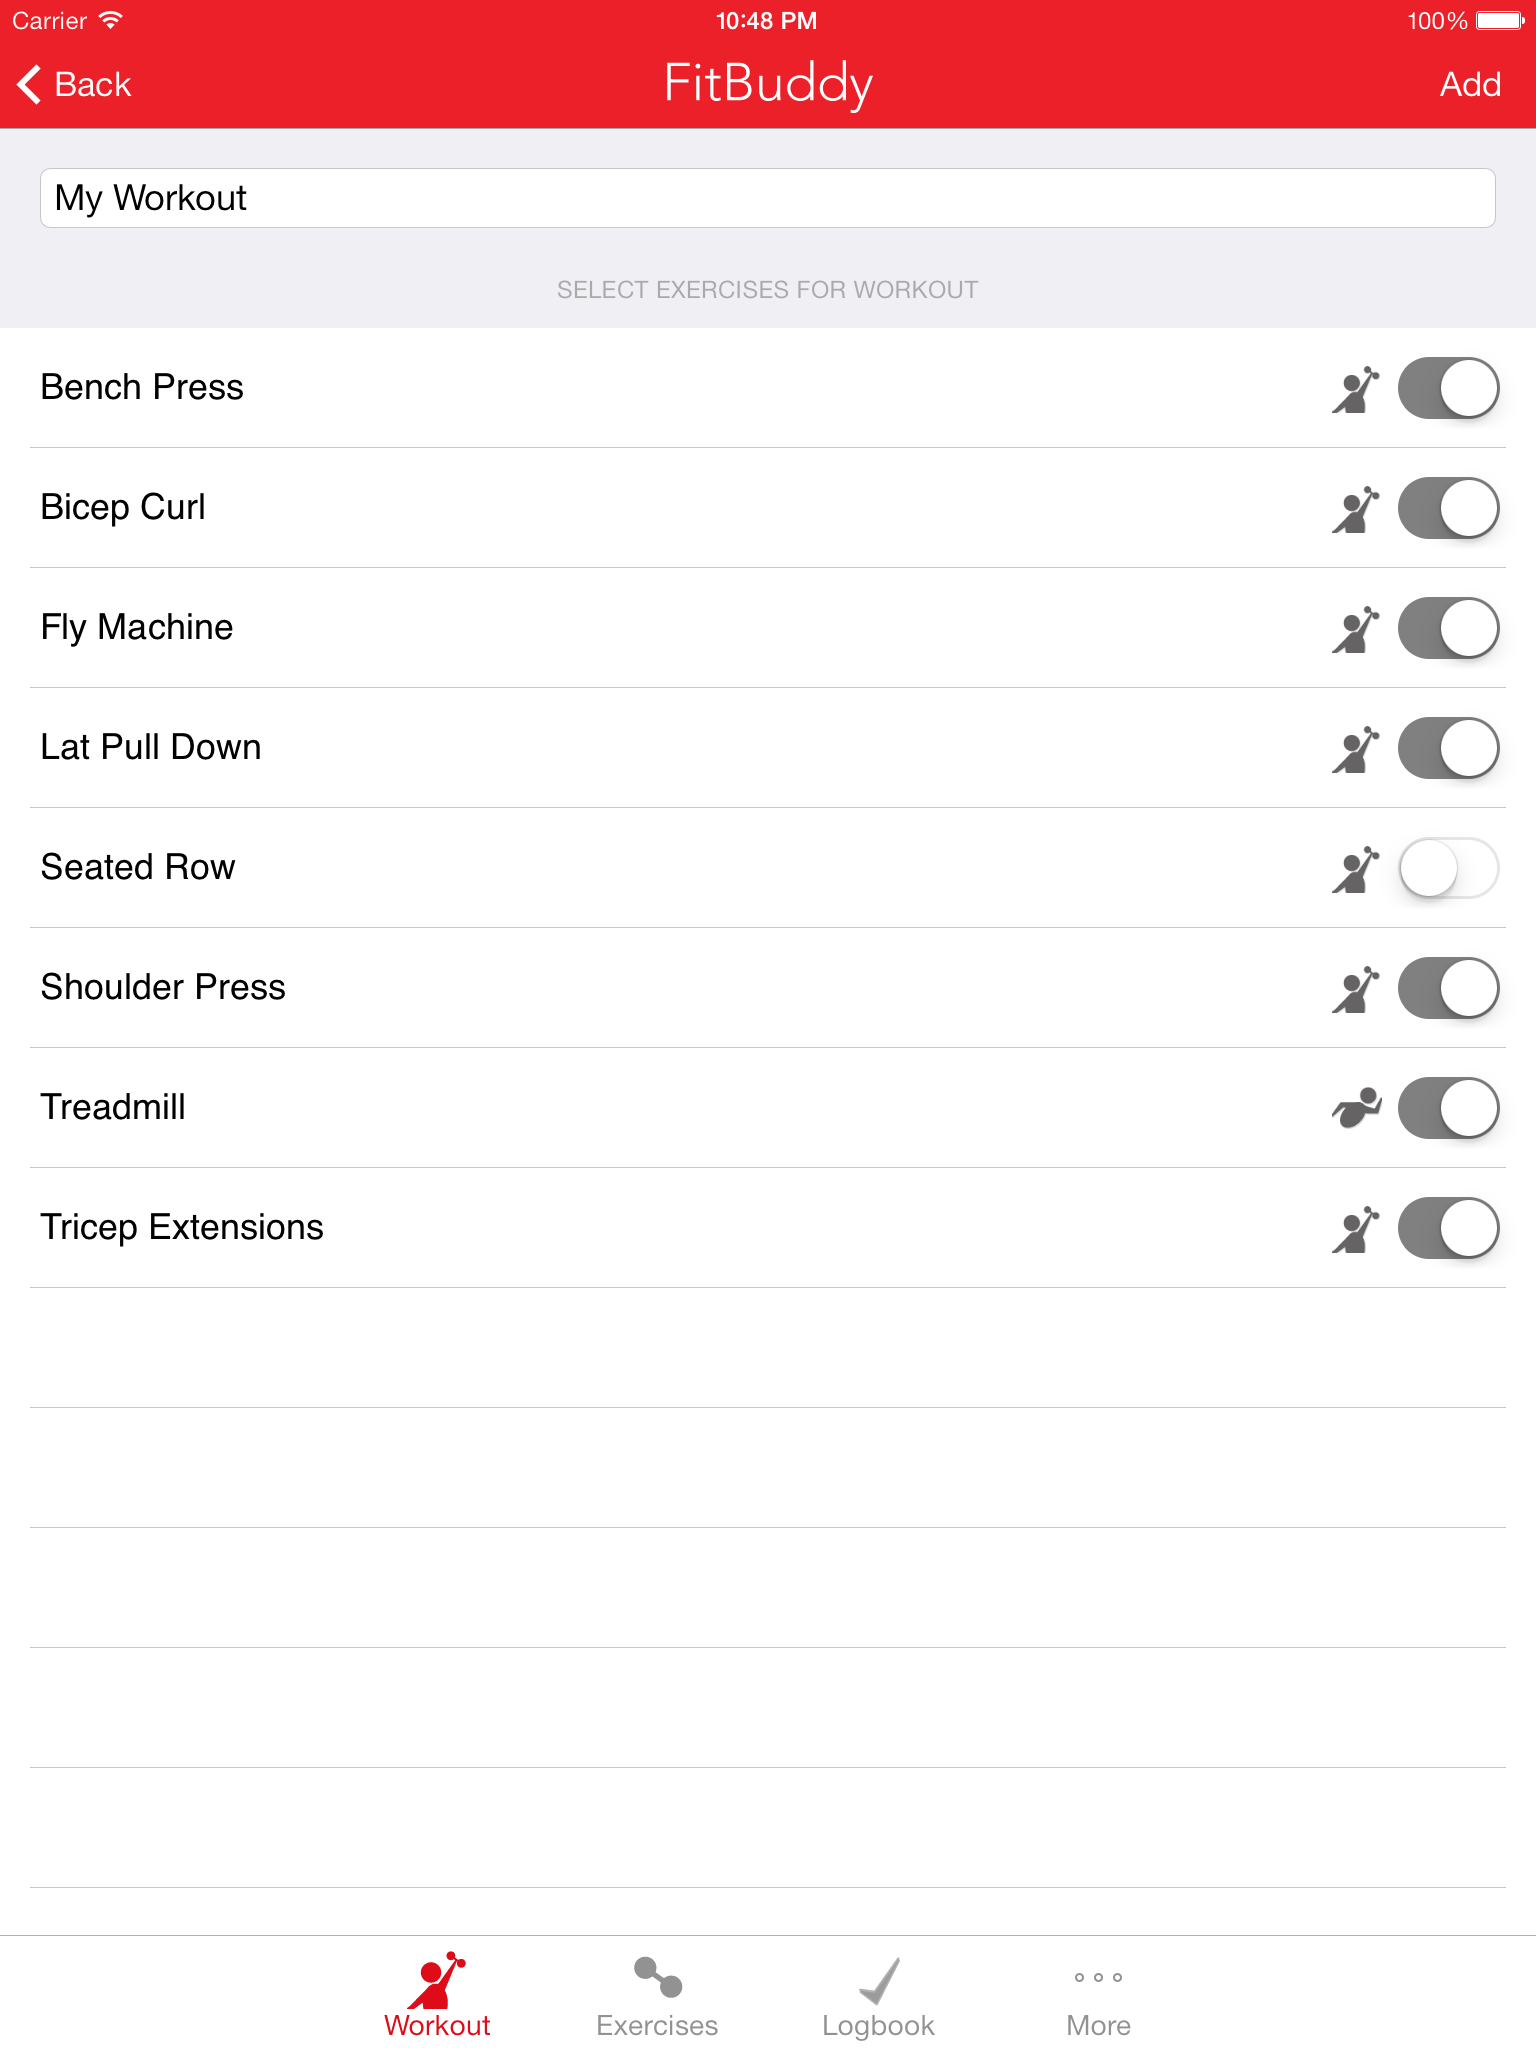 Carrier 10:48 PM 100%
Back FitBuddy Add
My Workout
SELECT EXERCISES FOR WORKOUT
Bench Press
Bicep Curl
Fly Machine
Lat Pull Down
Seated Row
Shoulder Press
Treadmill
Tricep Extensions
Workout Exercises Logbook More